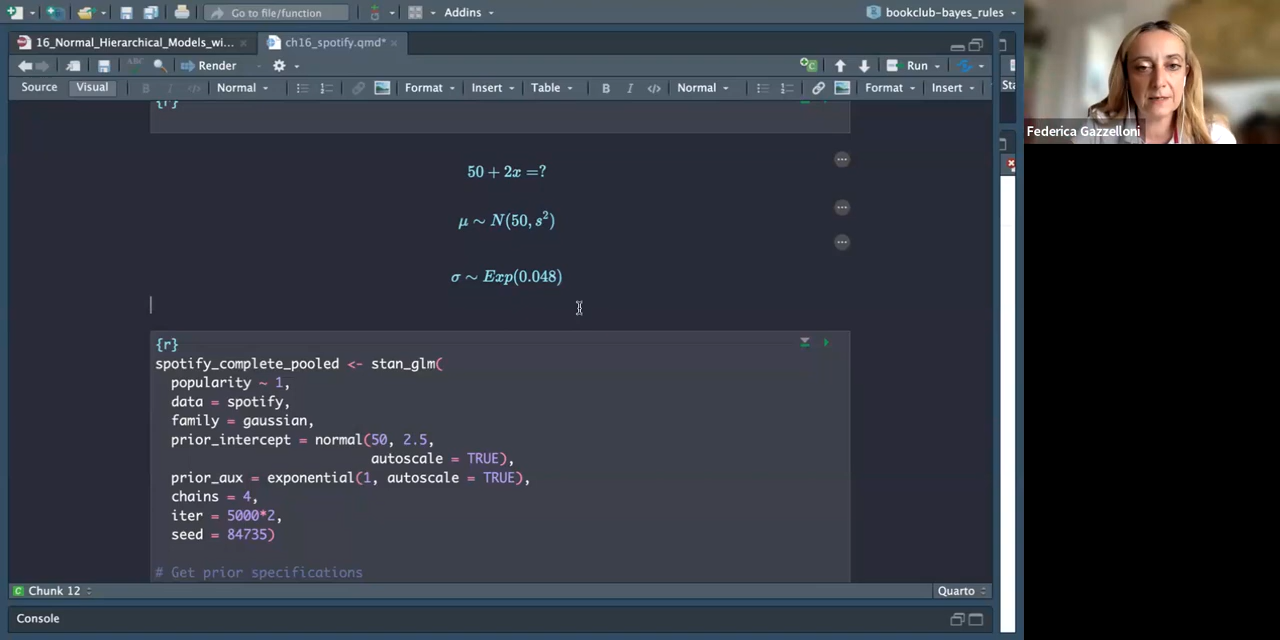 Go to file/function
Addins
bookclub-bayes_rules
16_Normal_Hierarchical_Models_wi...
ch16_spotify.qmd*
ABC
Render
Run
Source
Visual
B
I
</>
Normal
Format
Insert
Table
B
I
</>
Normal
Format
Insert
Sta
Federica Gazzelloni
{r}
50 + 2x =?
μ ∼ N(50, s²)
σ ∼ Exp(0.048)
{r}
spotify_complete_pooled <- stan_glm(
popularity ~ 1,
data = spotify,
family = gaussian,
prior_intercept = normal(50, 2.5,
autoscale = TRUE),
prior_aux = exponential(1, autoscale = TRUE),
chains = 4,
iter = 5000*2,
seed = 84735)
# Get prior specifications
Chunk 12
Quarto
Console